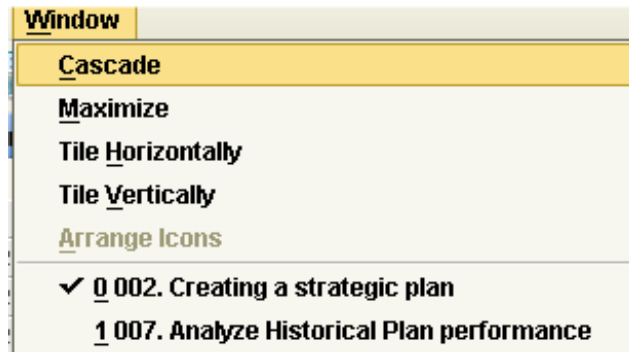 Window
Cascade
Maximize
Tile Horizontally
Tile Vertically
Arrange Icons
✓ 0 002. Creating a strategic plan
1 007. Analyze Historical Plan performance